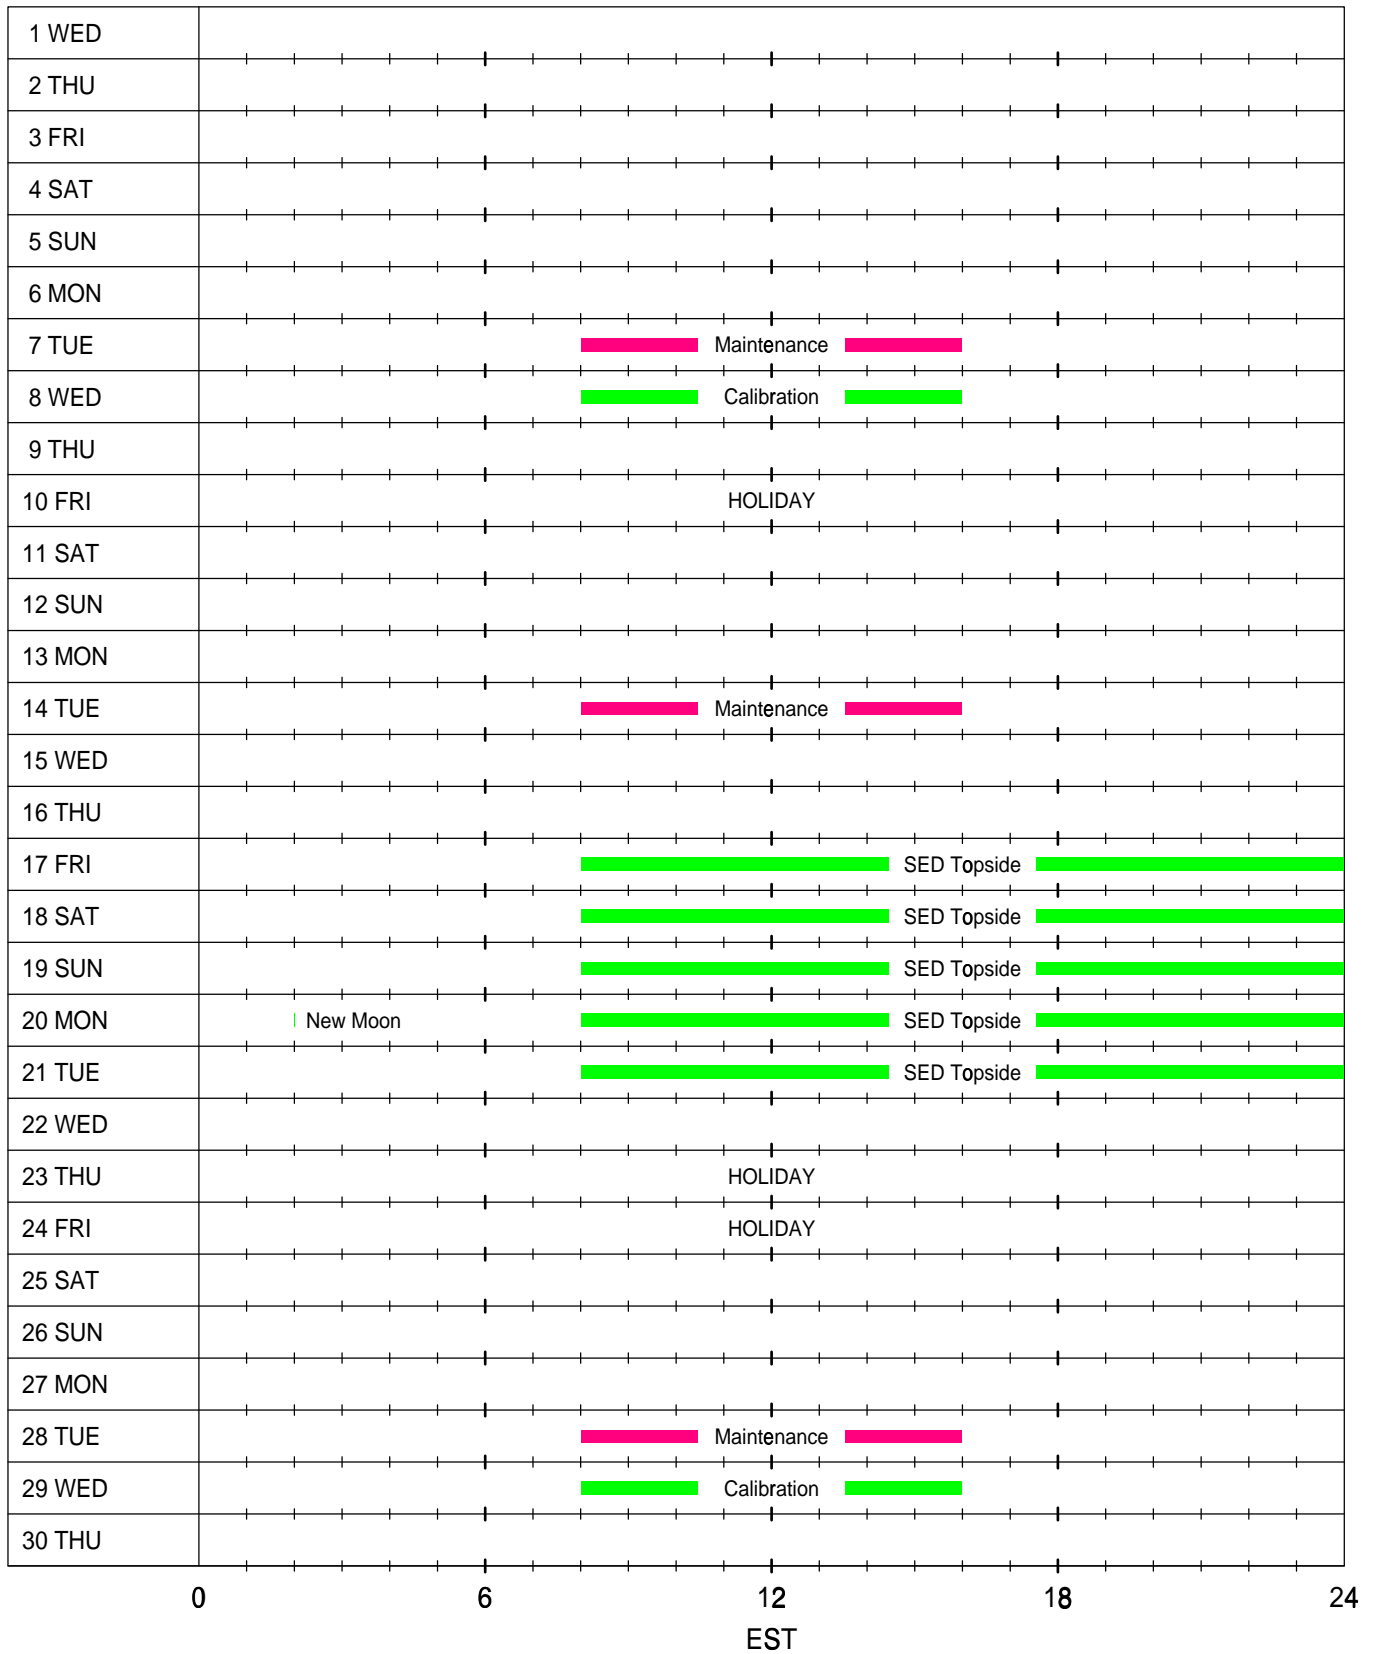 1 WED
2 THU
3 FRI
4 SAT
5 SUN
6 MON
7 TUE Maintenance
8 WED Calibration
9 THU
10 FRI HOLIDAY
11 SAT
12 SUN
13 MON
14 TUE Maintenance
15 WED
16 THU
17 FRI SED Topside
18 SAT SED Topside
19 SUN SED Topside
20 MON New Moon SED Topside
21 TUE SED Topside
22 WED
23 THU HOLIDAY
24 FRI HOLIDAY
25 SAT
26 SUN
27 MON
28 TUE Maintenance
29 WED Calibration
30 THU
0 6 12 18 24
EST